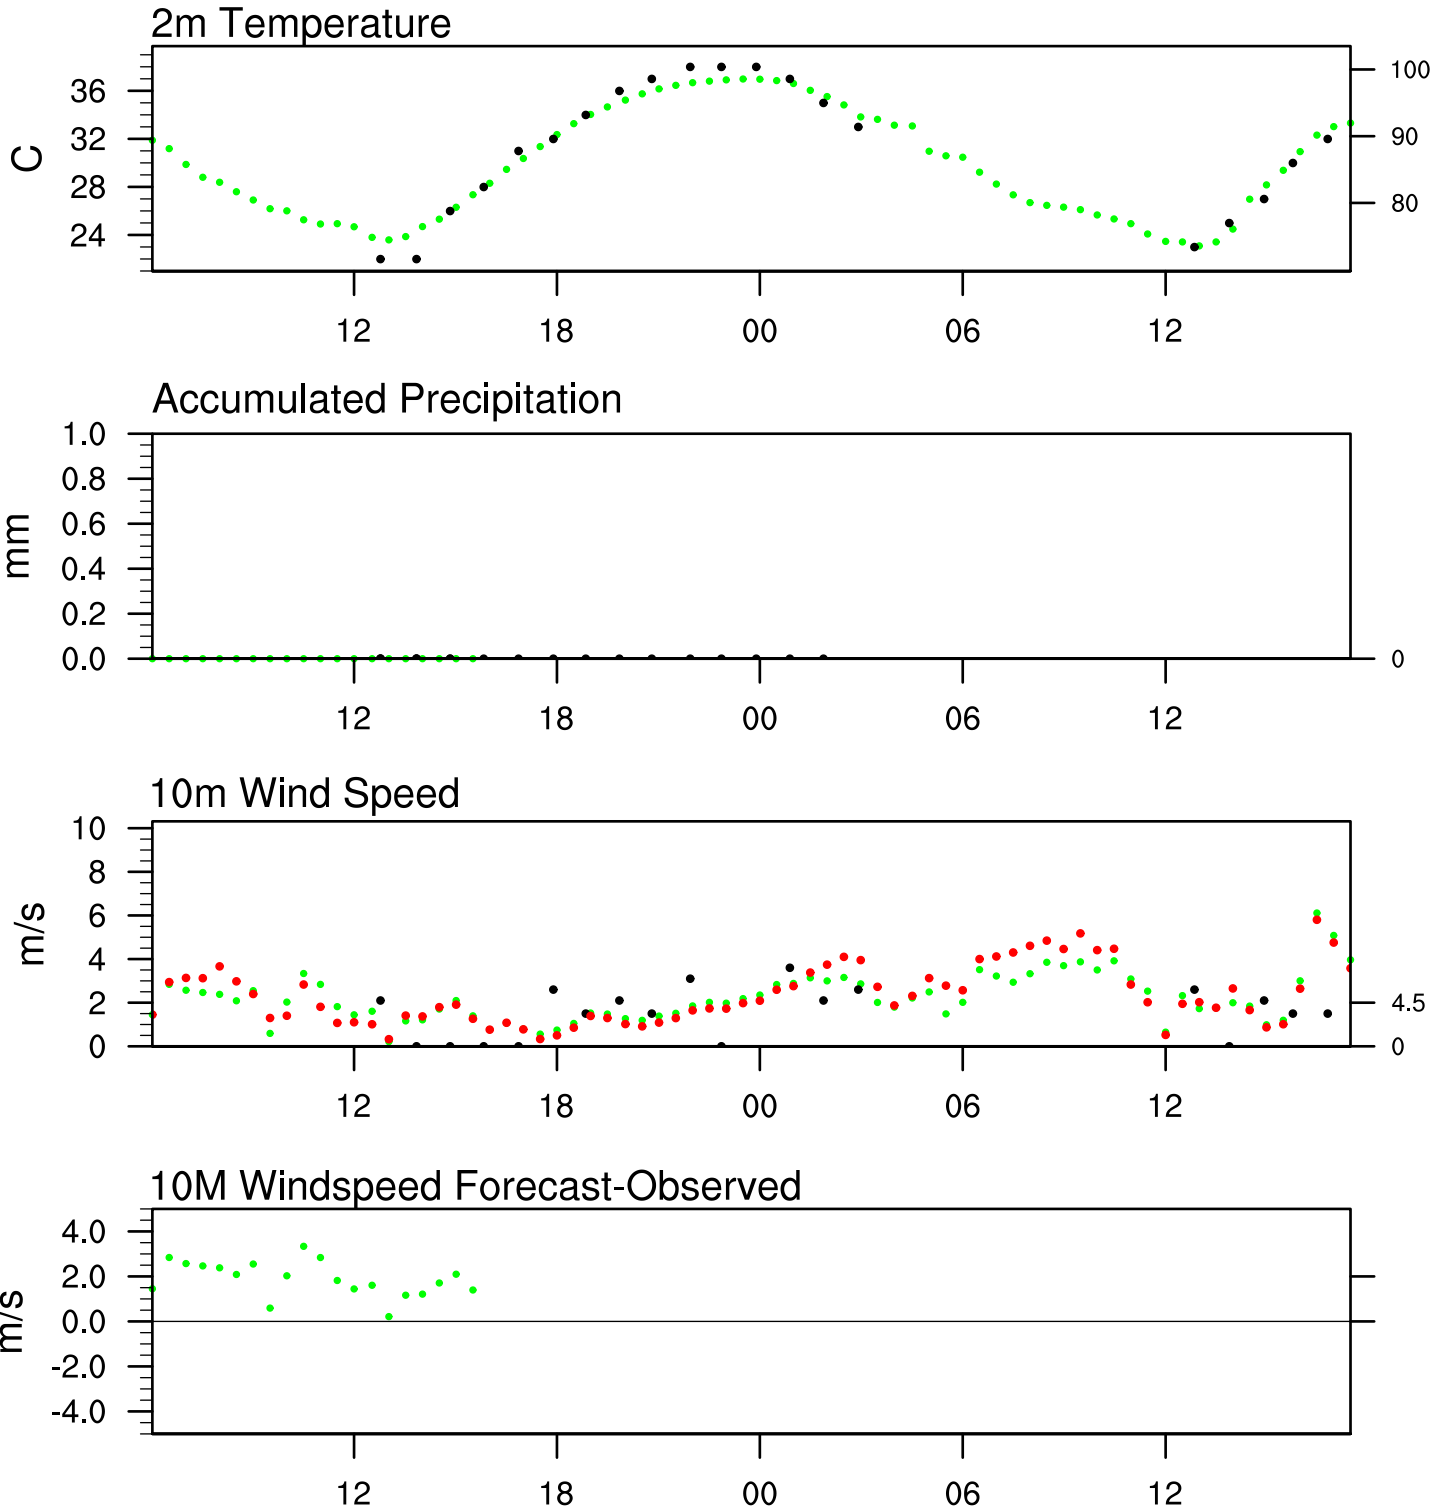 2m Temperature
36
32
28
24
C
100
90
80
12 18 00 06 12
Accumulated Precipitation
1.0
0.8
0.6
0.4
0.2
0.0
mm
0
12 18 00 06 12
10m Wind Speed
10
8
6
4
2
0
m/s
4.5
0
12 18 00 06 12
10M Windspeed Forecast-Observed
4.0
2.0
0.0
-2.0
-4.0
m/s
12 18 00 06 12